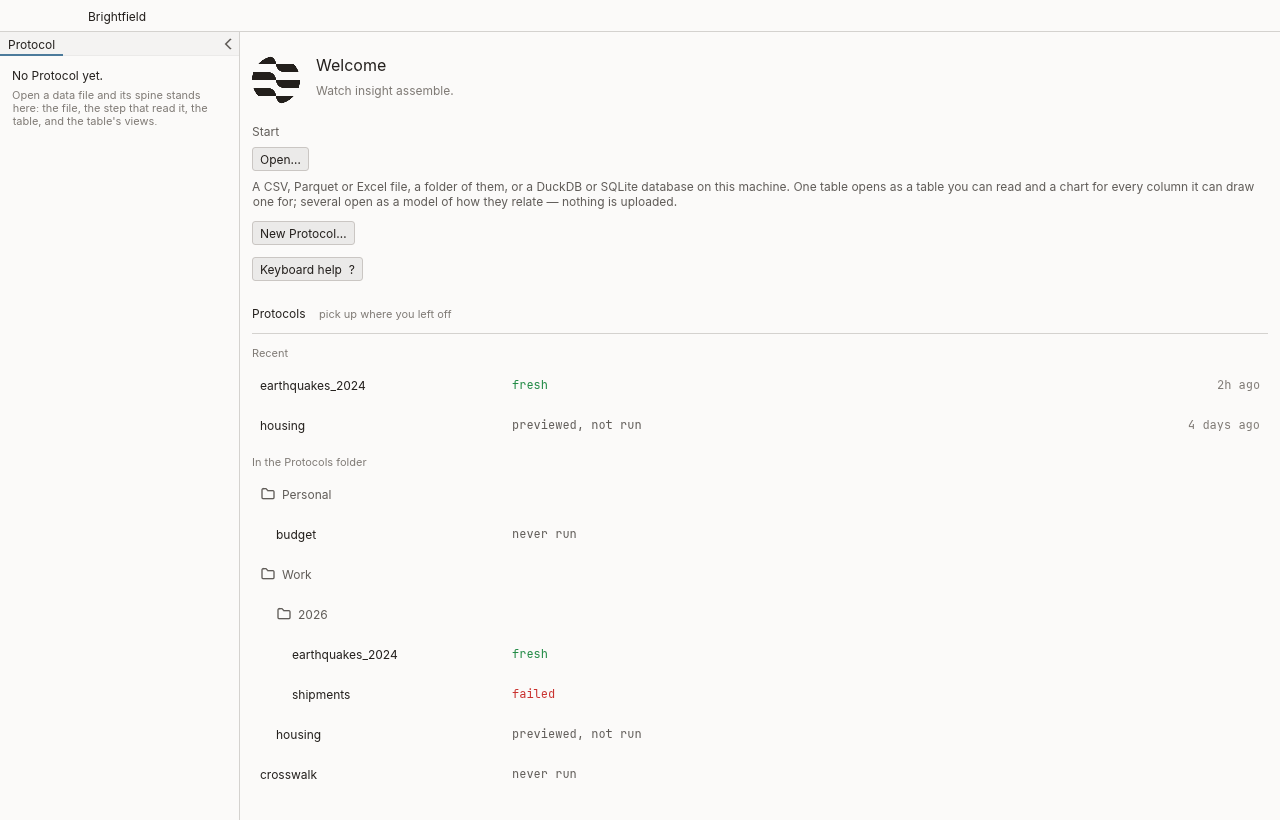 Brightfield
Protocol
No Protocol yet.
Open a data file and its spine stands
here: the file, the step that read it, the
table, and the table's views.
Welcome
Watch insight assemble.
Start
Open...
A CSV, Parquet or Excel file, a folder of them, or a DuckDB or SQLite database on this machine. One table opens as a table you can read and a chart for every column it can draw
one for; several open as a model of how they relate — nothing is uploaded.
New Protocol...
Keyboard help ?
Protocols pick up where you left off
Recent
earthquakes_2024 fresh 2h ago
housing previewed, not run 4 days ago
In the Protocols folder
Personal
budget never run
Work
2026
earthquakes_2024 fresh
shipments failed
housing previewed, not run
crosswalk never run